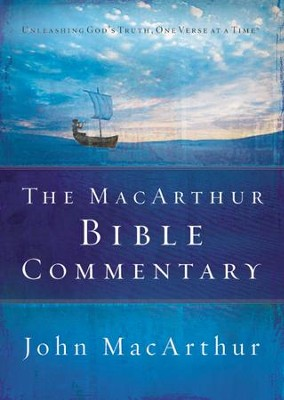 Unleashing God's Truth, One Verse at a Time®
The MacArthur
Bible
Commentary
John MacArthur